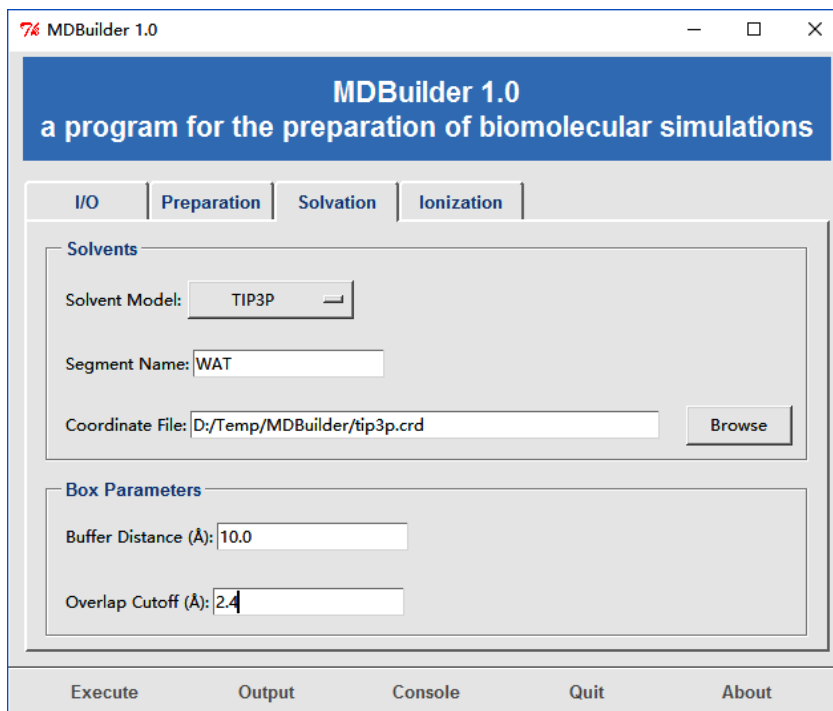 MDBuilder 1.0
MDBuilder 1.0
a program for the preparation of biomolecular simulations
I/O Preparation Solvation Ionization
Solvents
Solvent Model: TIP3P
Segment Name: WAT
Coordinate File: D:/Temp/MDBuilder/tip3p.crd Browse
Box Parameters
Buffer Distance (Å): 10.0
Overlap Cutoff (Å): 2.4
Execute Output Console Quit About